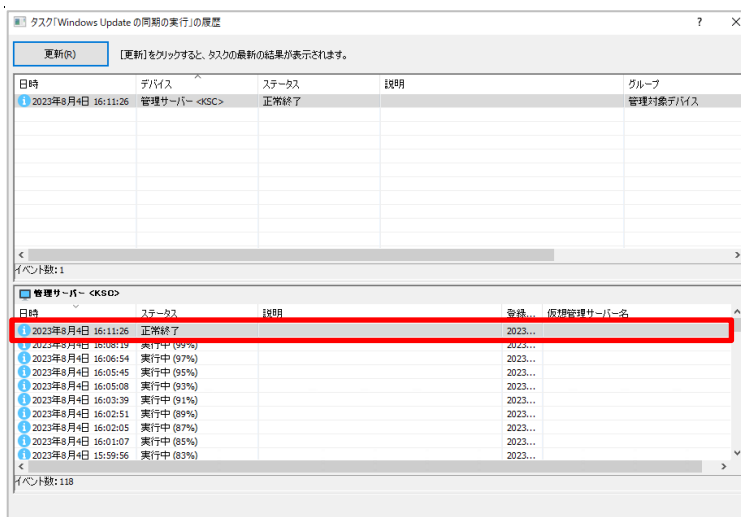 タスク「Windows Update の同期の実行」の履歴 ? ×
更新(R) [更新]をクリックすると、タスクの最新の結果が表示されます。
日時 デバイス ステータス 説明 グループ
2023年8月4日 16:11:26 管理サーバー <KSC> 正常終了 管理対象デバイス
イベント数: 1
管理サーバー <KSC>
日時 ステータス 説明 登録... 仮想管理サーバー名
2023年8月4日 16:11:26 正常終了 2023...
2023年8月4日 16:08:19 実行中 (99%) 2023...
2023年8月4日 16:06:54 実行中 (97%) 2023...
2023年8月4日 16:05:45 実行中 (95%) 2023...
2023年8月4日 16:05:08 実行中 (93%) 2023...
2023年8月4日 16:03:39 実行中 (91%) 2023...
2023年8月4日 16:02:51 実行中 (89%) 2023...
2023年8月4日 16:02:05 実行中 (87%) 2023...
2023年8月4日 16:01:07 実行中 (85%) 2023...
2023年8月4日 15:59:56 実行中 (83%) 2023...
イベント数: 118